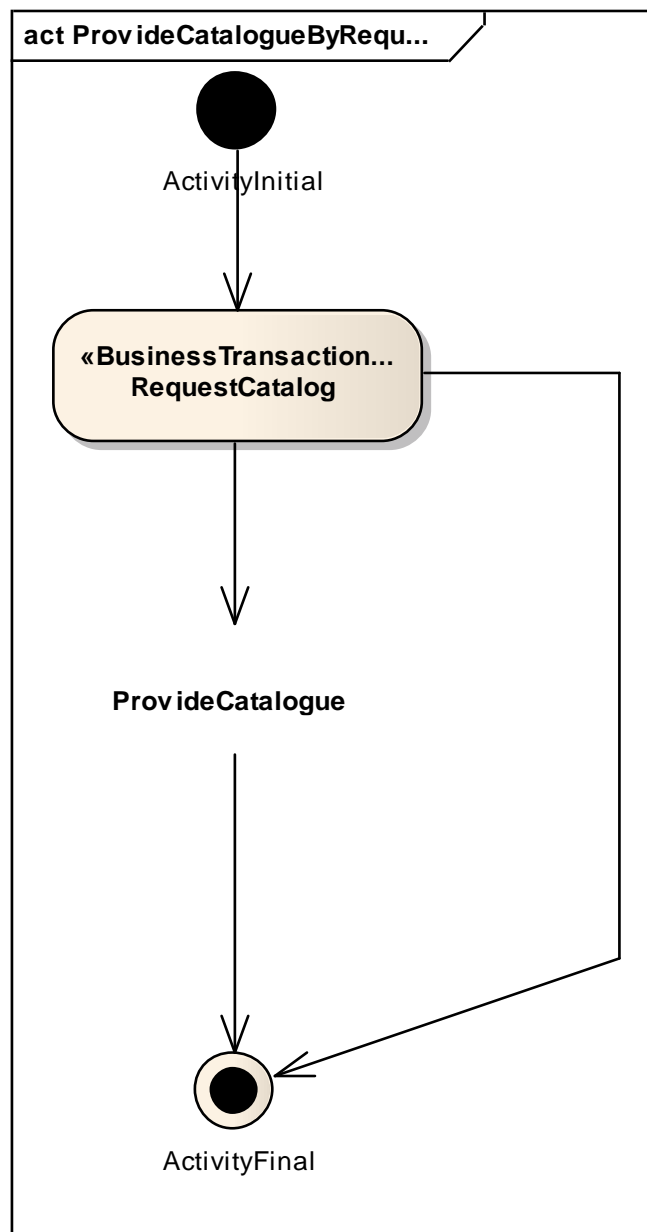 act ProvideCatalogueByRequ...
ActivityInitial
«BusinessTransaction...
RequestCatalog
ProvideCatalogue
ActivityFinal